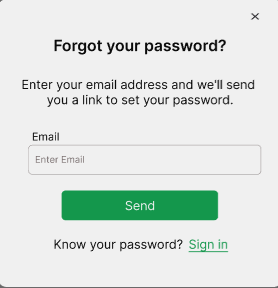 Forgot your password?
Enter your email address and we'll send
you a link to set your password.
Email
Enter Email
Send
Know your password? Sign in